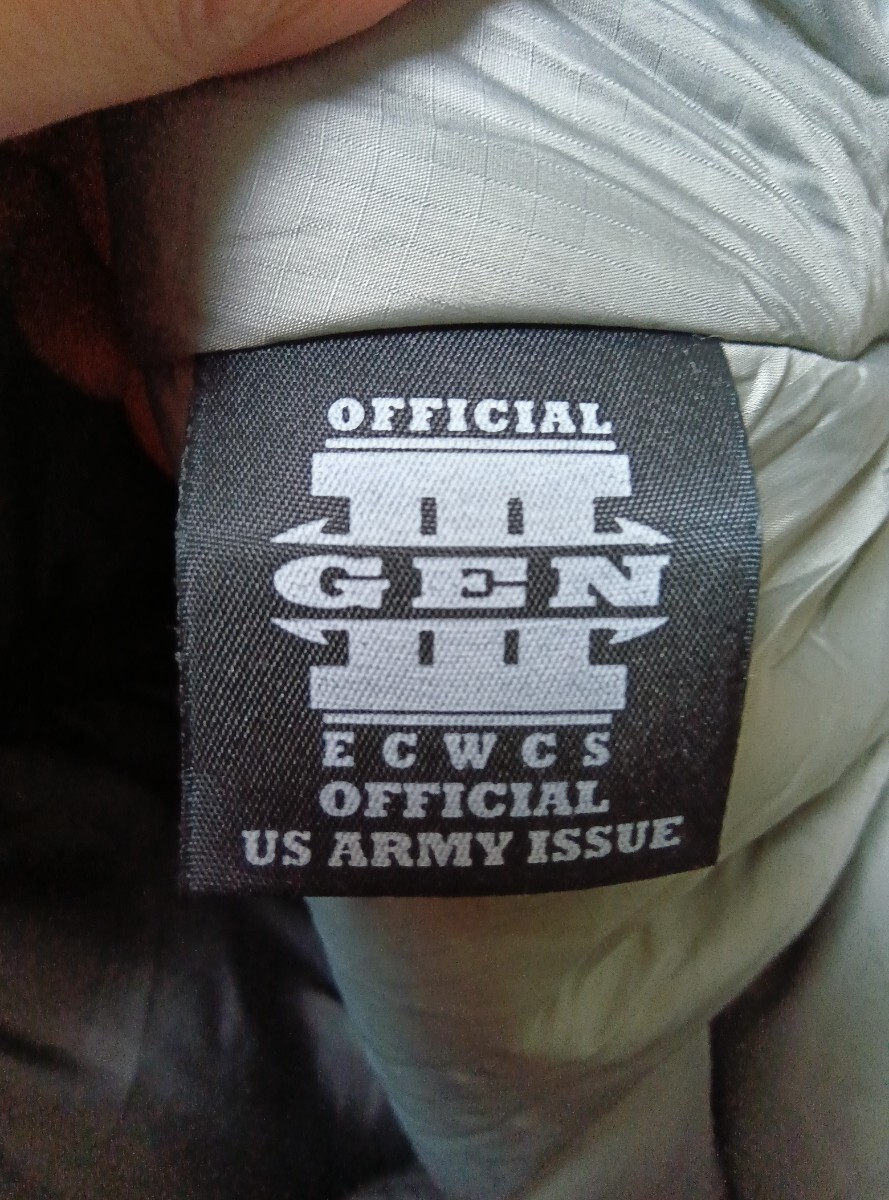 OFFICIAL
III
GEN
III
ECWCS
OFFICIAL
US ARMY ISSUE